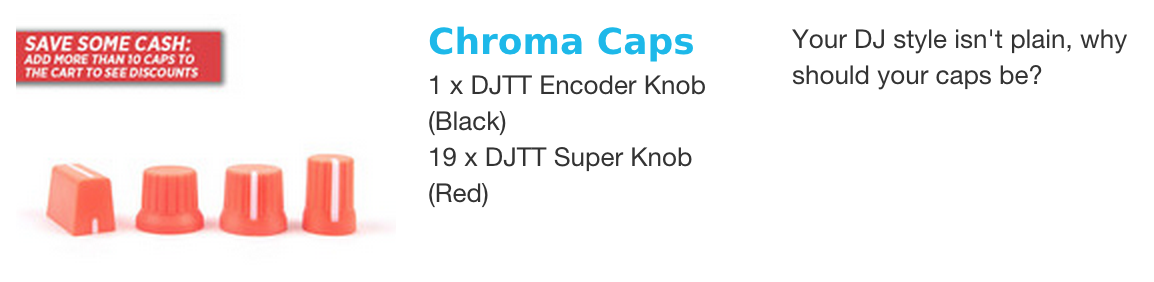 SAVE SOME CASH:
ADD MORE THAN 10 CAPS TO
THE CART TO SEE DISCOUNTS
Chroma Caps
1 x DJTT Encoder Knob
(Black)
19 x DJTT Super Knob
(Red)
Your DJ style isn't plain, why
should your caps be?